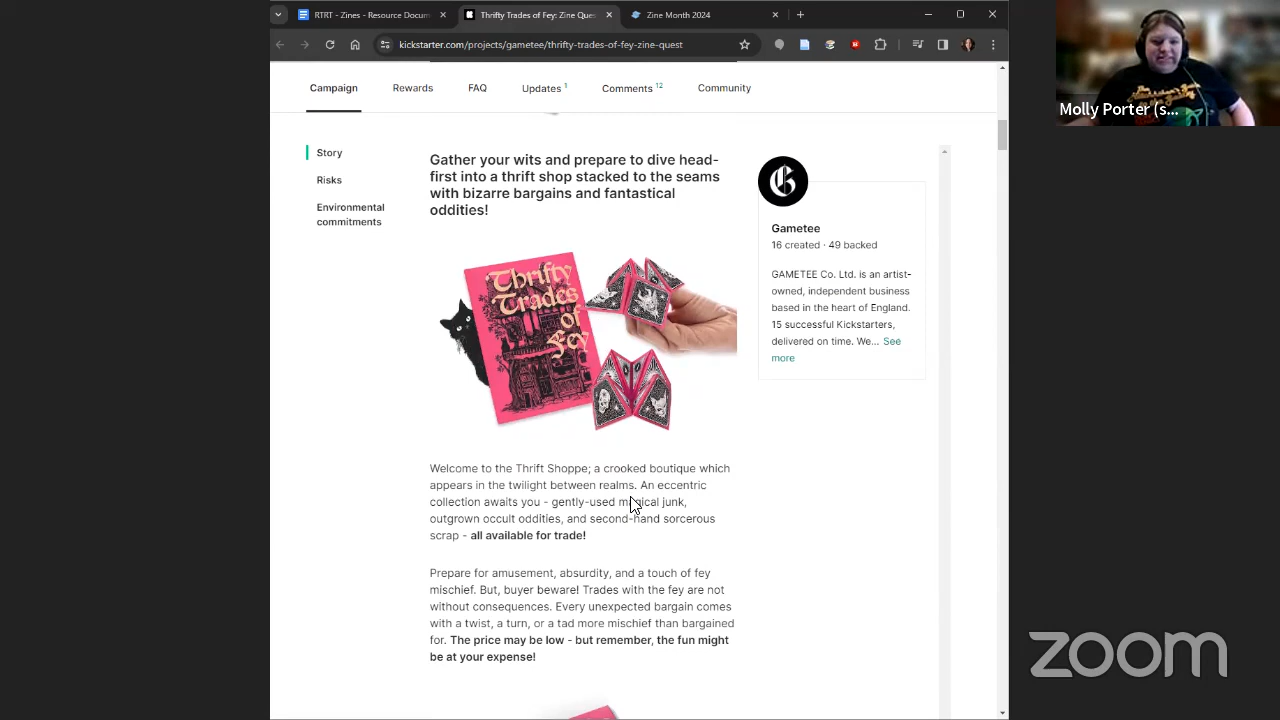 RTRT - Zines - Resource Docum
Thrifty Trades of Fey: Zine Ques
Zine Month 2024
kickstarter.com/projects/gametee/thrifty-trades-of-fey-zine-quest
Campaign
Rewards
FAQ
Updates 1
Comments 12
Community
Story
Risks
Environmental
commitments
Gather your wits and prepare to dive head-
first into a thrift shop stacked to the seams
with bizarre bargains and fantastical
oddities!
Thrifty
Trades
of
Fey
Welcome to the Thrift Shoppe; a crooked boutique which
appears in the twilight between realms. An eccentric
collection awaits you - gently-used magical junk,
outgrown occult oddities, and second-hand sorcerous
scrap - all available for trade!
Prepare for amusement, absurdity, and a touch of fey
mischief. But, buyer beware! Trades with the fey are not
without consequences. Every unexpected bargain comes
with a twist, a turn, or a tad more mischief than bargained
for. The price may be low - but remember, the fun might
be at your expense!
G
Gametee
16 created · 49 backed
GAMETEE Co. Ltd. is an artist-
owned, independent business
based in the heart of England.
15 successful Kickstarters,
delivered on time. We... See
more
Molly Porter (s...
zoom